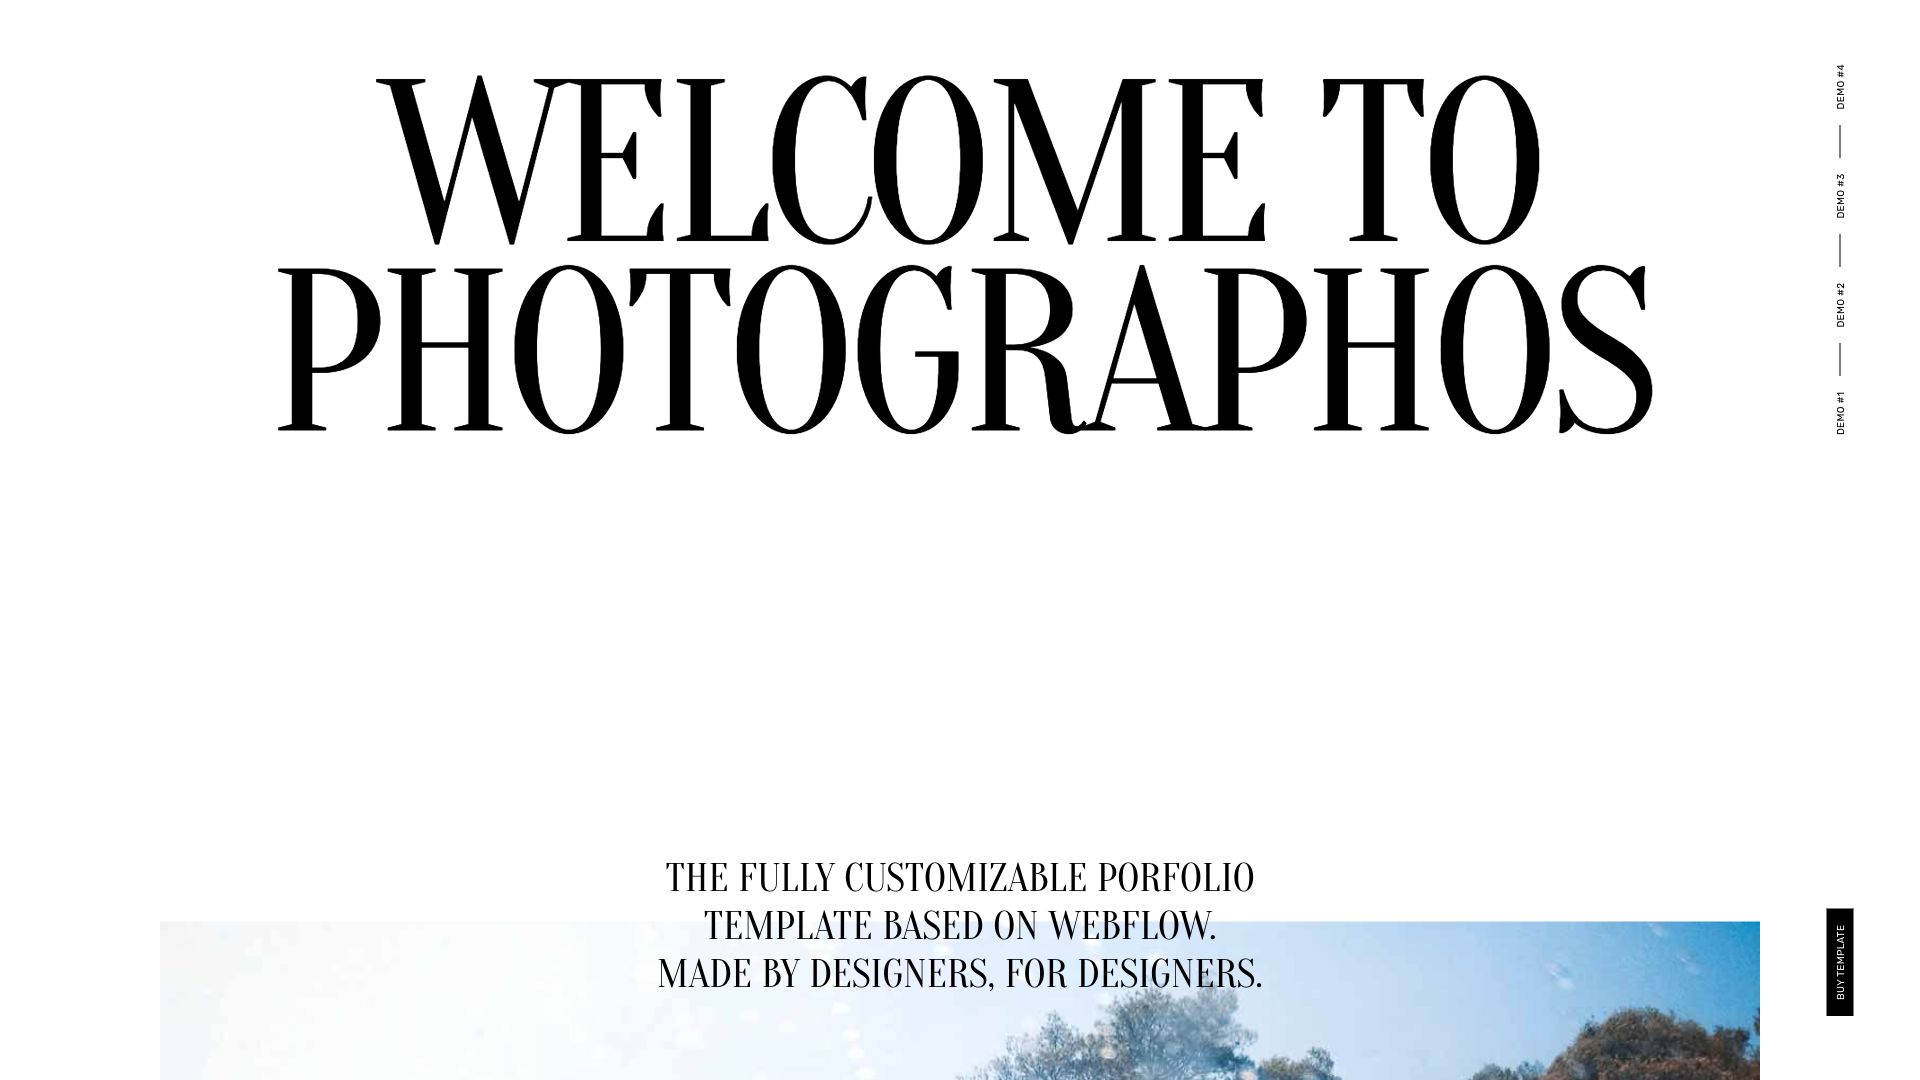 WELCOME TO
PHOTOGRAPHOS
THE FULLY CUSTOMIZABLE PORFOLIO
TEMPLATE BASED ON WEBFLOW.
MADE BY DESIGNERS, FOR DESIGNERS.
DEMO #1
DEMO #2
DEMO #3
DEMO #4
BUY TEMPLATE